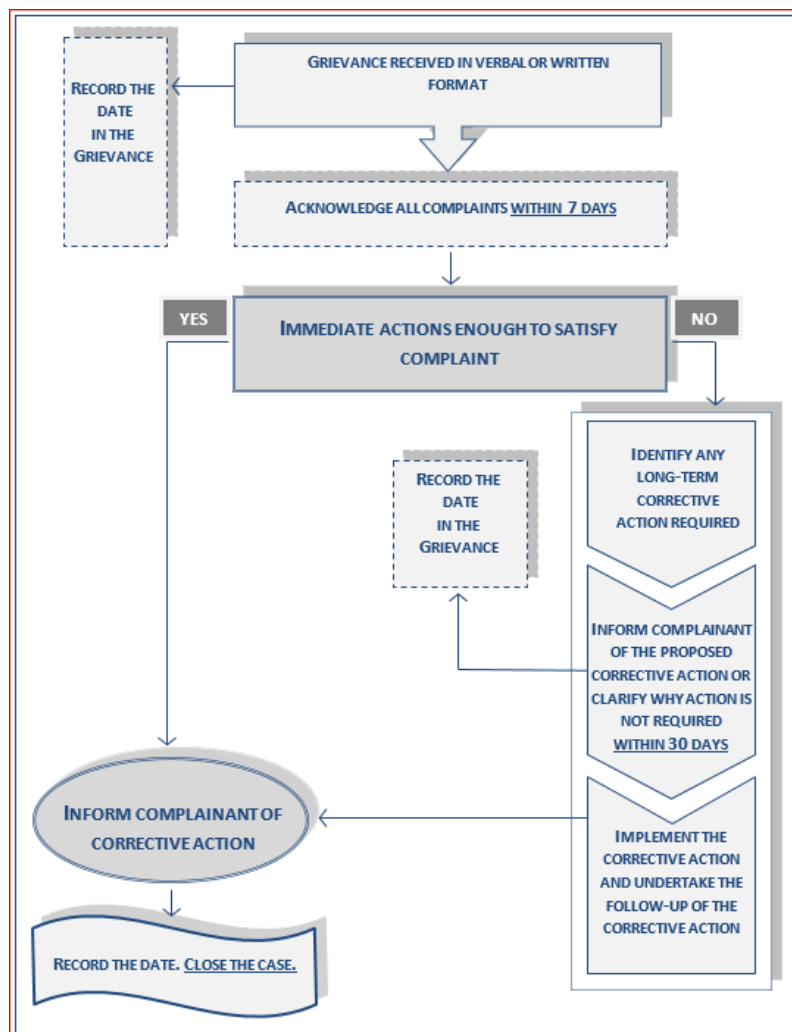 GRIEVANCE RECEIVED IN VERBAL OR WRITTEN
FORMAT
RECORD THE
DATE
IN THE
GRIEVANCE
ACKNOWLEDGE ALL COMPLAINTS WITHIN 7 DAYS
YES
IMMEDIATE ACTIONS ENOUGH TO SATISFY
COMPLAINT
NO
IDENTIFY ANY
LONG-TERM
CORRECTIVE
ACTION REQUIRED
RECORD THE
DATE
IN THE
GRIEVANCE
INFORM COMPLAINANT
OF THE PROPOSED
CORRECTIVE ACTION OR
CLARIFY WHY ACTION IS
NOT REQUIRED
WITHIN 30 DAYS
IMPLEMENT THE
CORRECTIVE ACTION
AND UNDERTAKE THE
FOLLOW-UP OF THE
CORRECTIVE ACTION
INFORM COMPLAINANT OF
CORRECTIVE ACTION
RECORD THE DATE. CLOSE THE CASE.